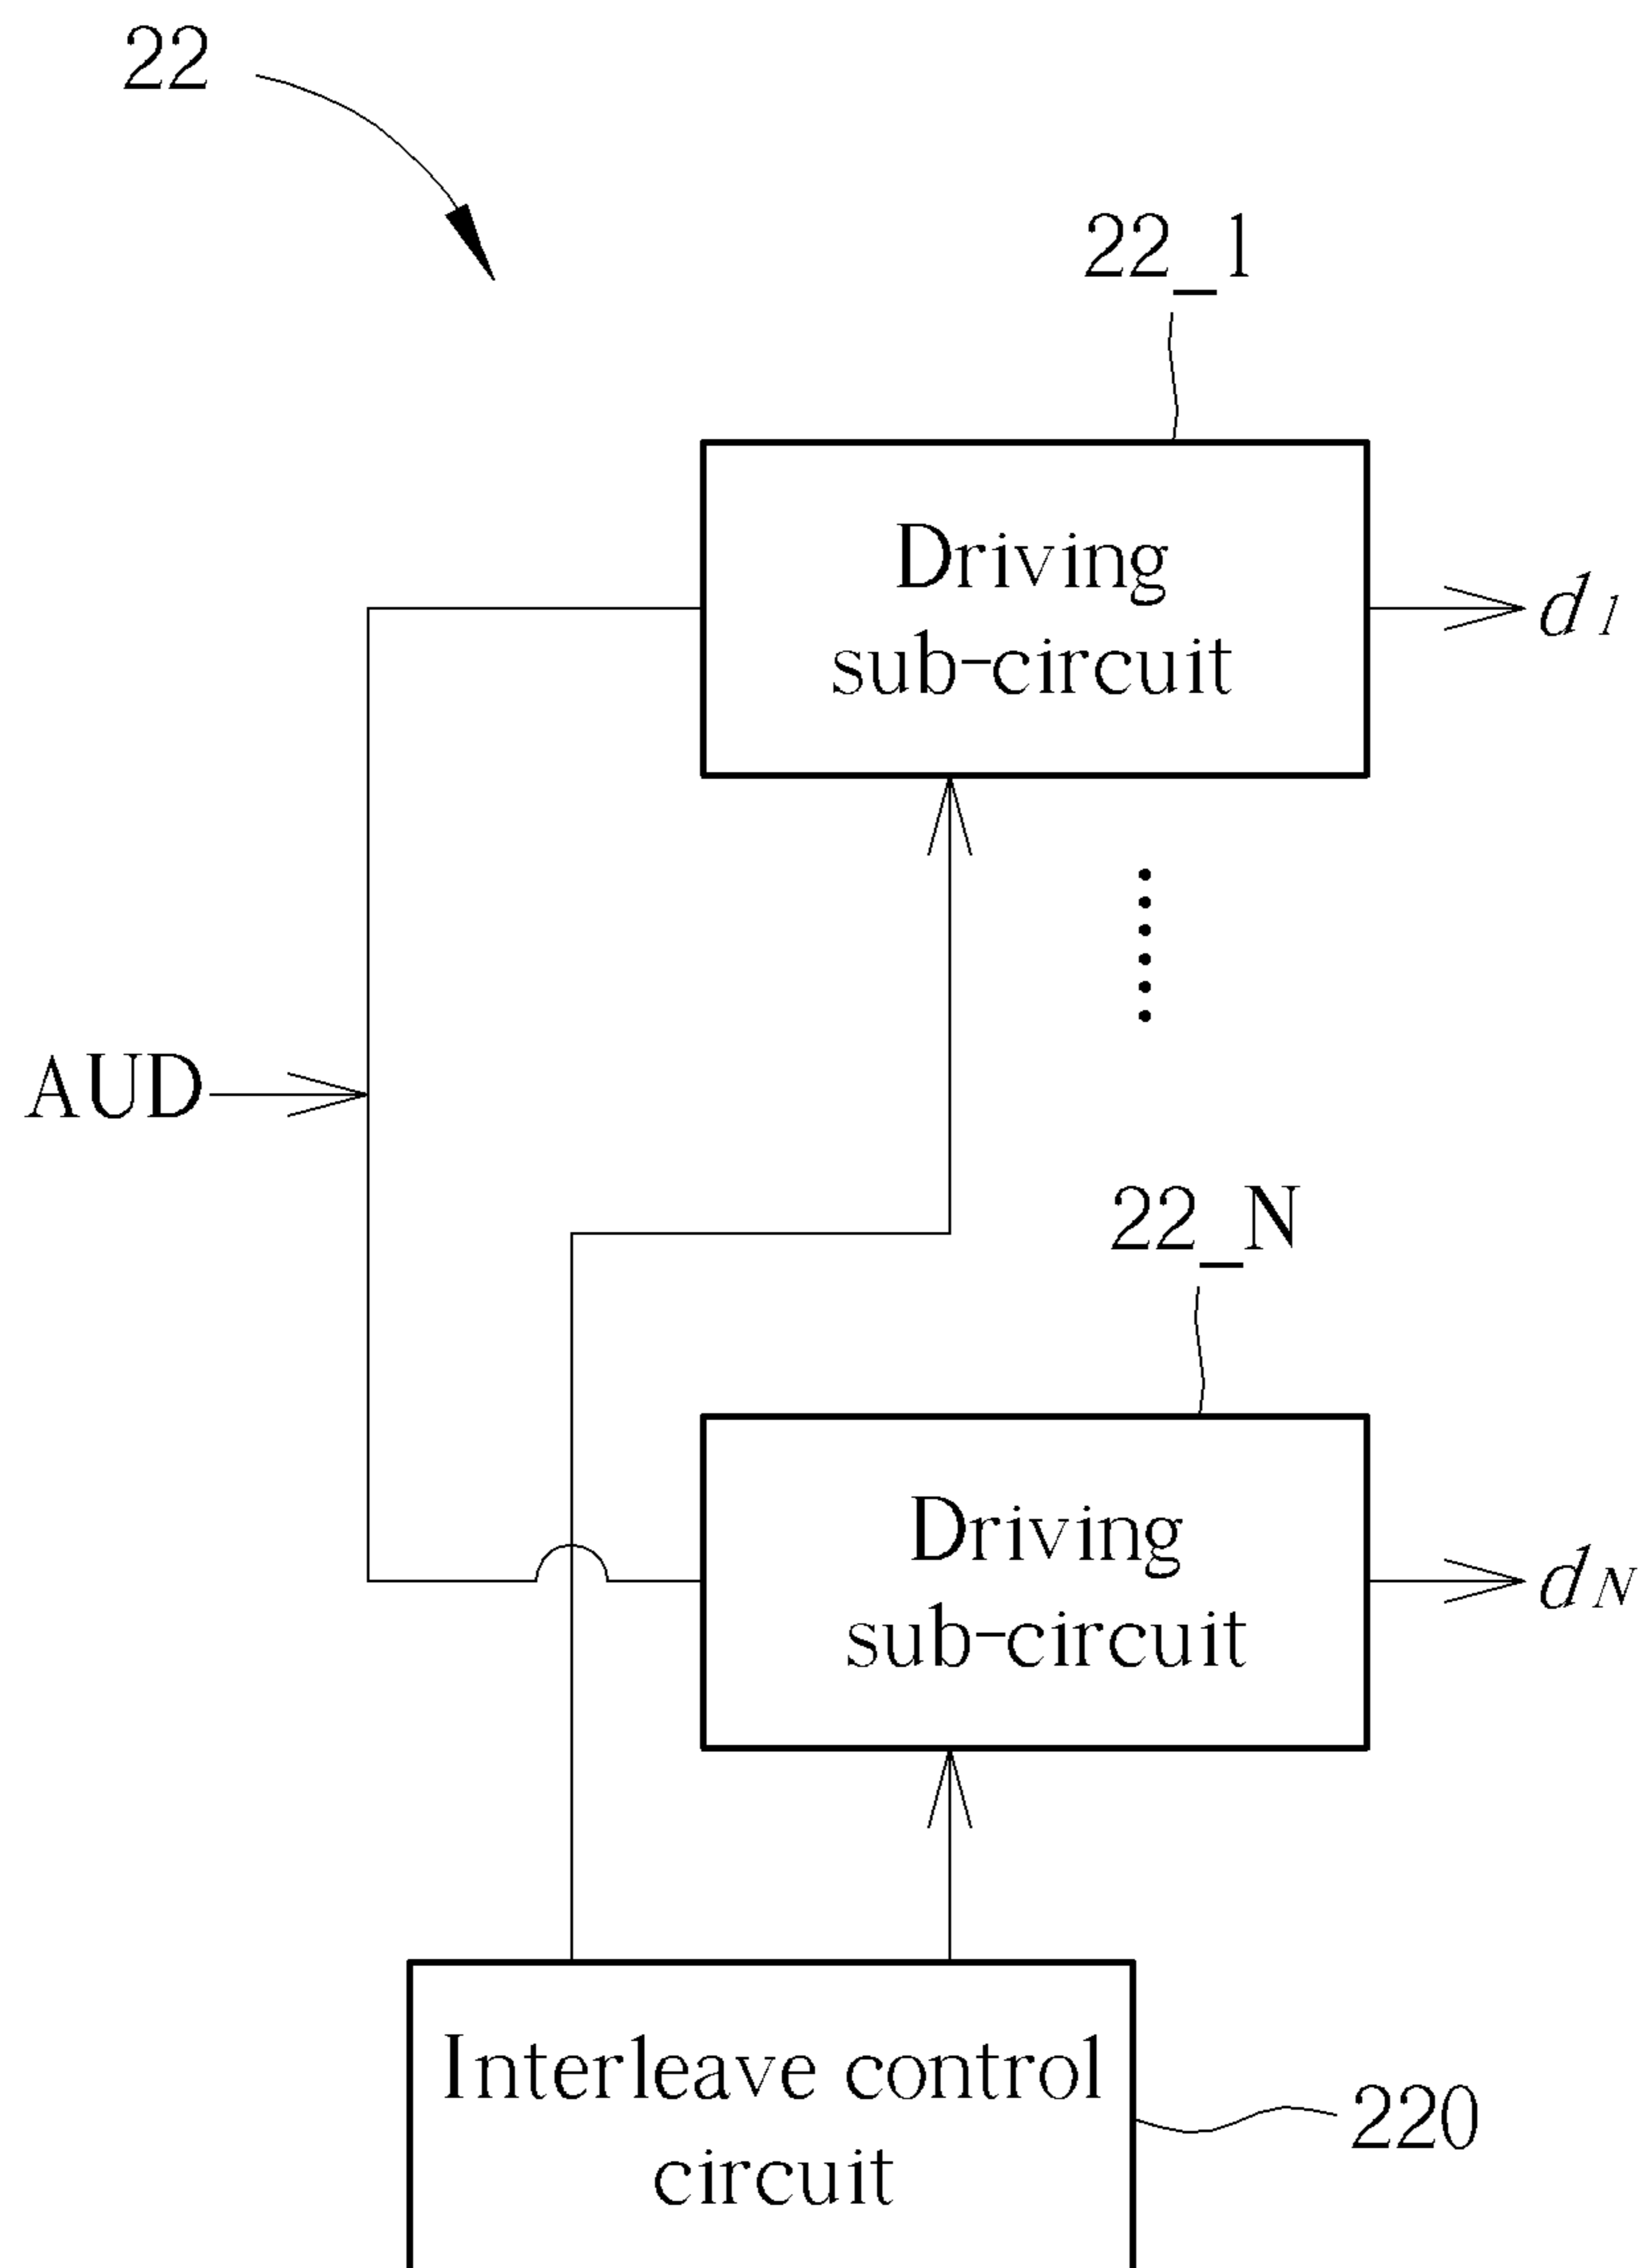 22
22_1
Driving
sub-circuit
d1
AUD
22_N
Driving
sub-circuit
dN
Interleave control
circuit
220